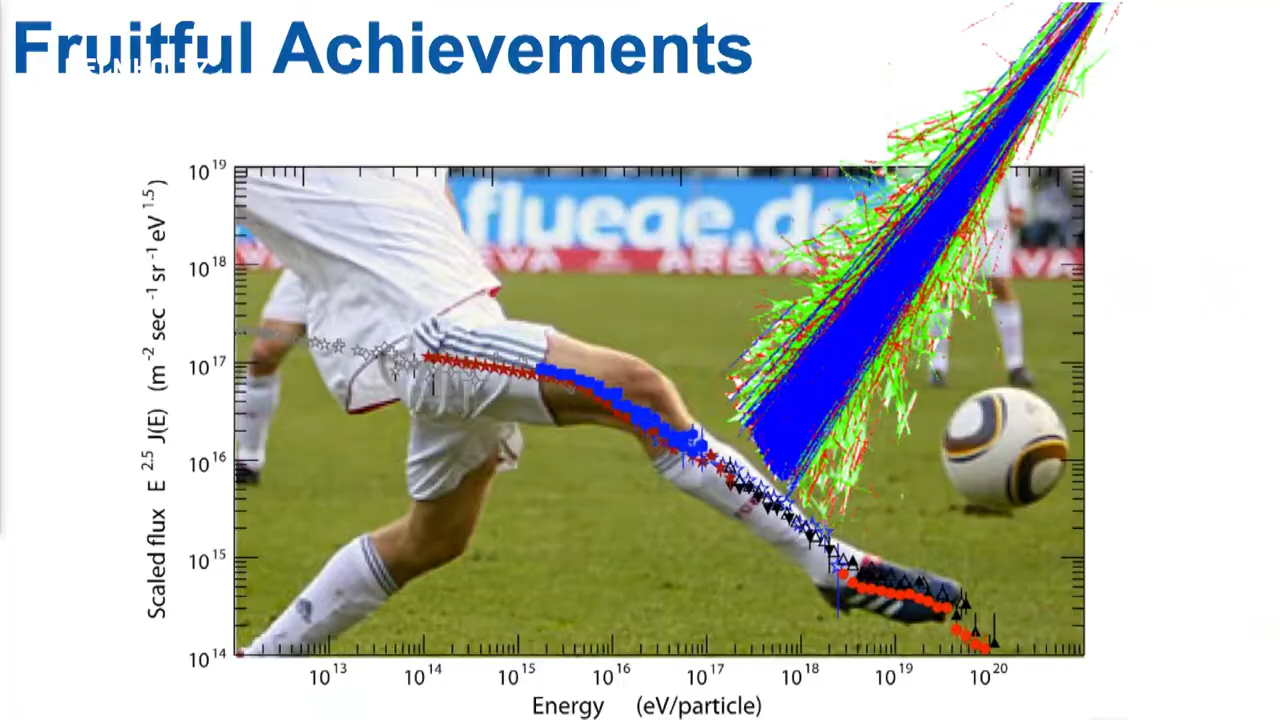 Fruitful Achievements
fluege.de
AREVA AREVA
10^19
10^18
10^17
10^16
10^15
10^14
Scaled flux E^2.5 J(E) (m^-2 sec^-1 sr^-1 eV^1.5)
10^13 10^14 10^15 10^16 10^17 10^18 10^19 10^20
Energy (eV/particle)